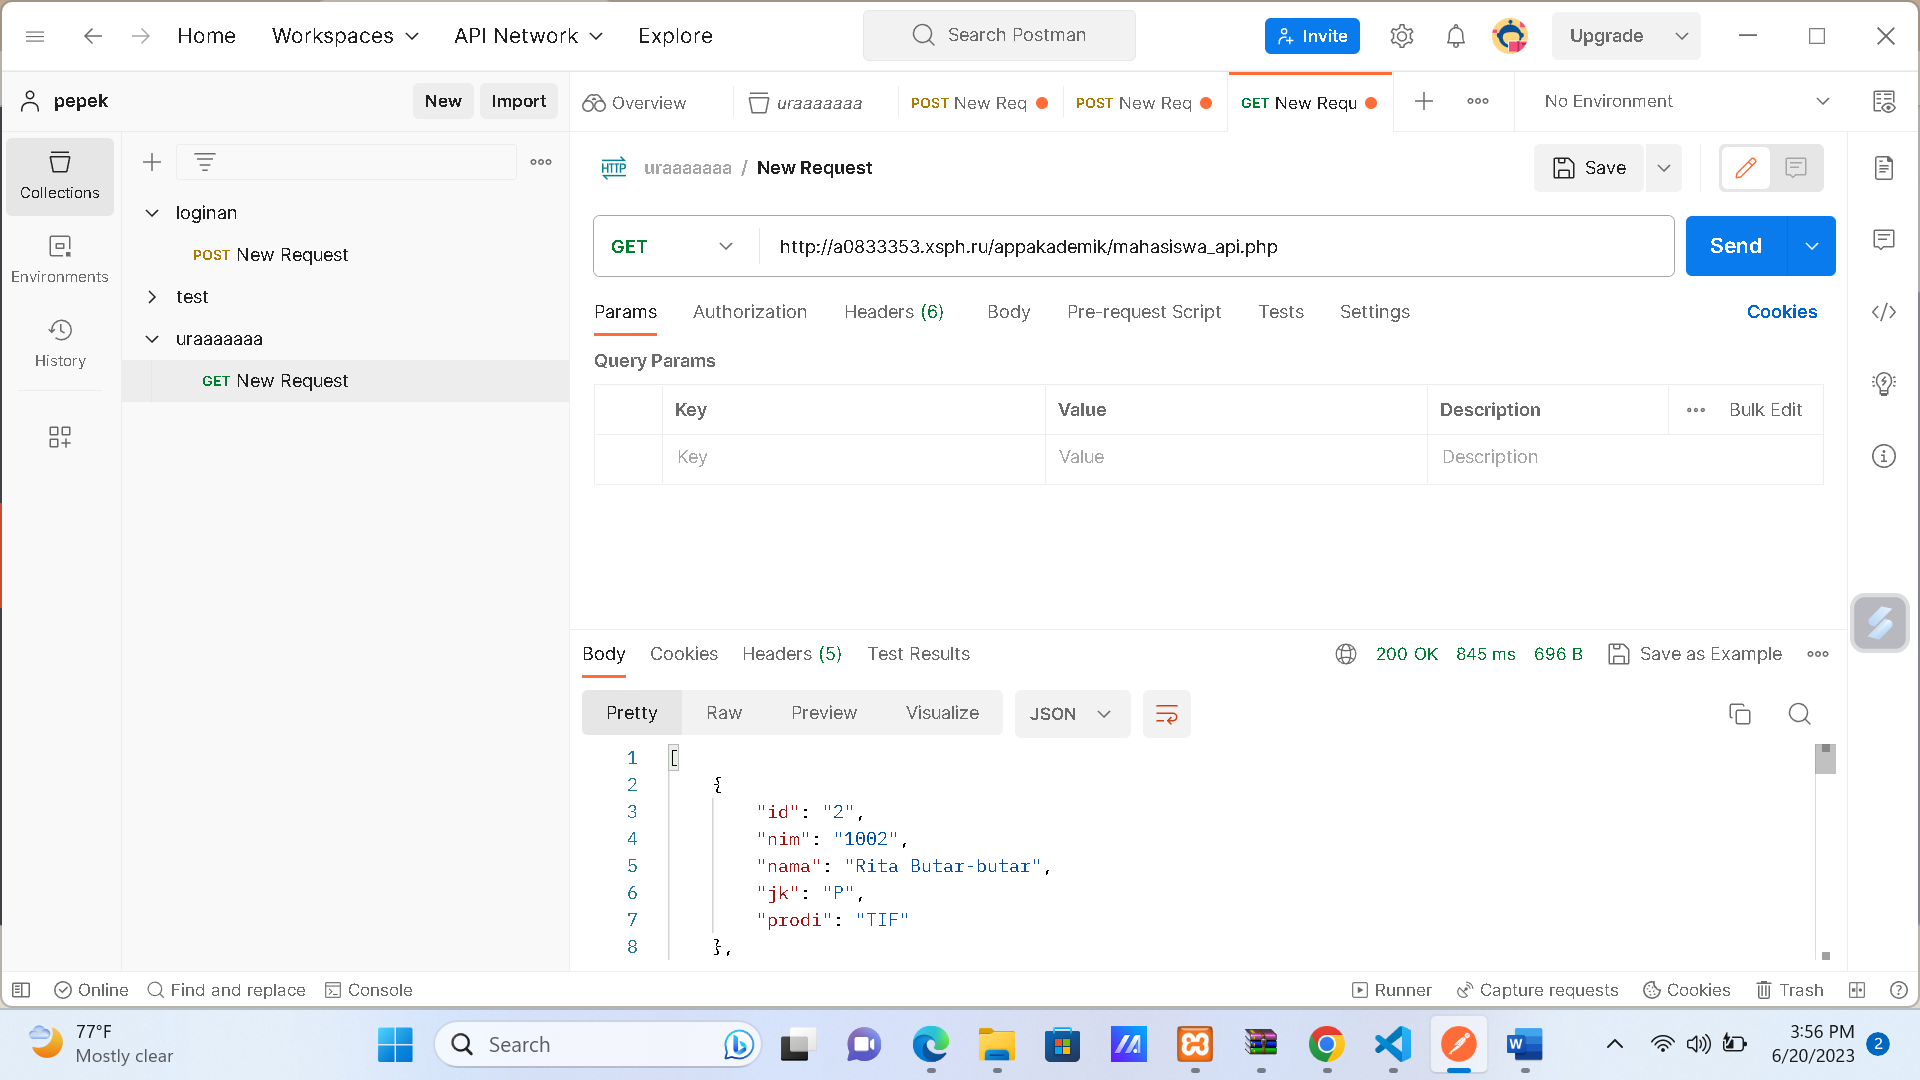 Home Workspaces API Network Explore Search Postman Invite Upgrade
pepek New Import Overview uraaaaaaa POST New Req POST New Req GET New Requ No Environment
Collections
Environments
History
loginan
POST New Request
test
uraaaaaaa
GET New Request
HTTP uraaaaaaa / New Request Save
GET http://a0833353.xsph.ru/appakademik/mahasiswa_api.php Send
Params Authorization Headers (6) Body Pre-request Script Tests Settings Cookies
Query Params
Key Value Description Bulk Edit
Key Value Description
Body Cookies Headers (5) Test Results 200 OK 845 ms 696 B Save as Example
Pretty Raw Preview Visualize JSON
1 [
2 {
3 "id": "2",
4 "nim": "1002",
5 "nama": "Rita Butar-butar",
6 "jk": "P",
7 "prodi": "TIF"
8 },
Online Find and replace Console Runner Capture requests Cookies Trash
77°F
Mostly clear
Search
W
3:56 PM
6/20/2023
2